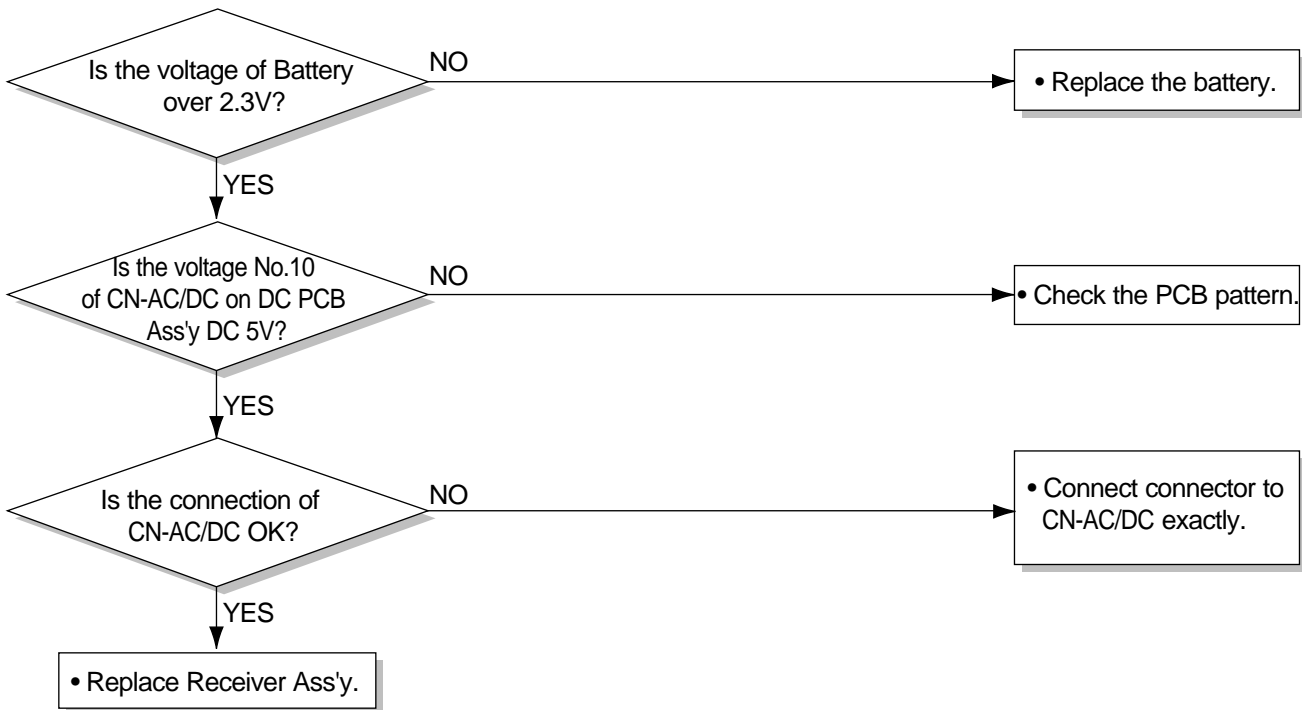 Is the voltage of Battery
over 2.3V?
NO
• Replace the battery.
YES
Is the voltage No.10
of CN-AC/DC on DC PCB
Ass'y DC 5V?
NO
• Check the PCB pattern.
YES
Is the connection of
CN-AC/DC OK?
NO
• Connect connector to
CN-AC/DC exactly.
YES
• Replace Receiver Ass'y.